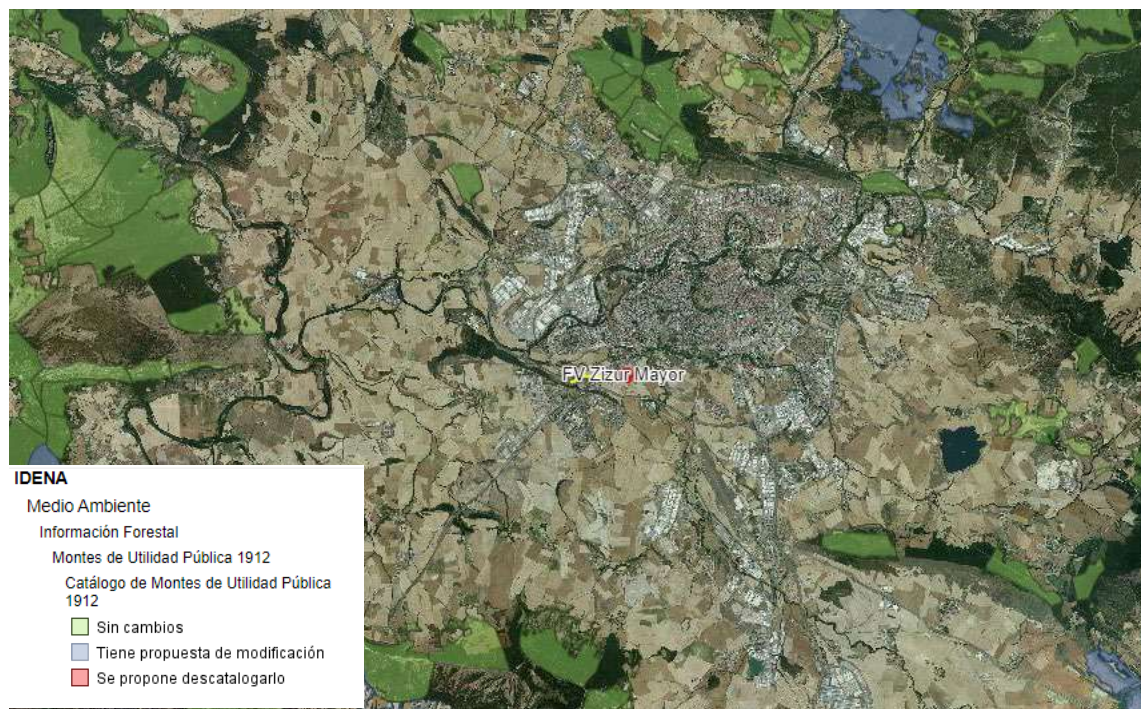 FV Zizur Mayor
IDENA
Medio Ambiente
Información Forestal
Montes de Utilidad Pública 1912
Catálogo de Montes de Utilidad Pública
1912
Sin cambios
Tiene propuesta de modificación
Se propone descatalogarlo